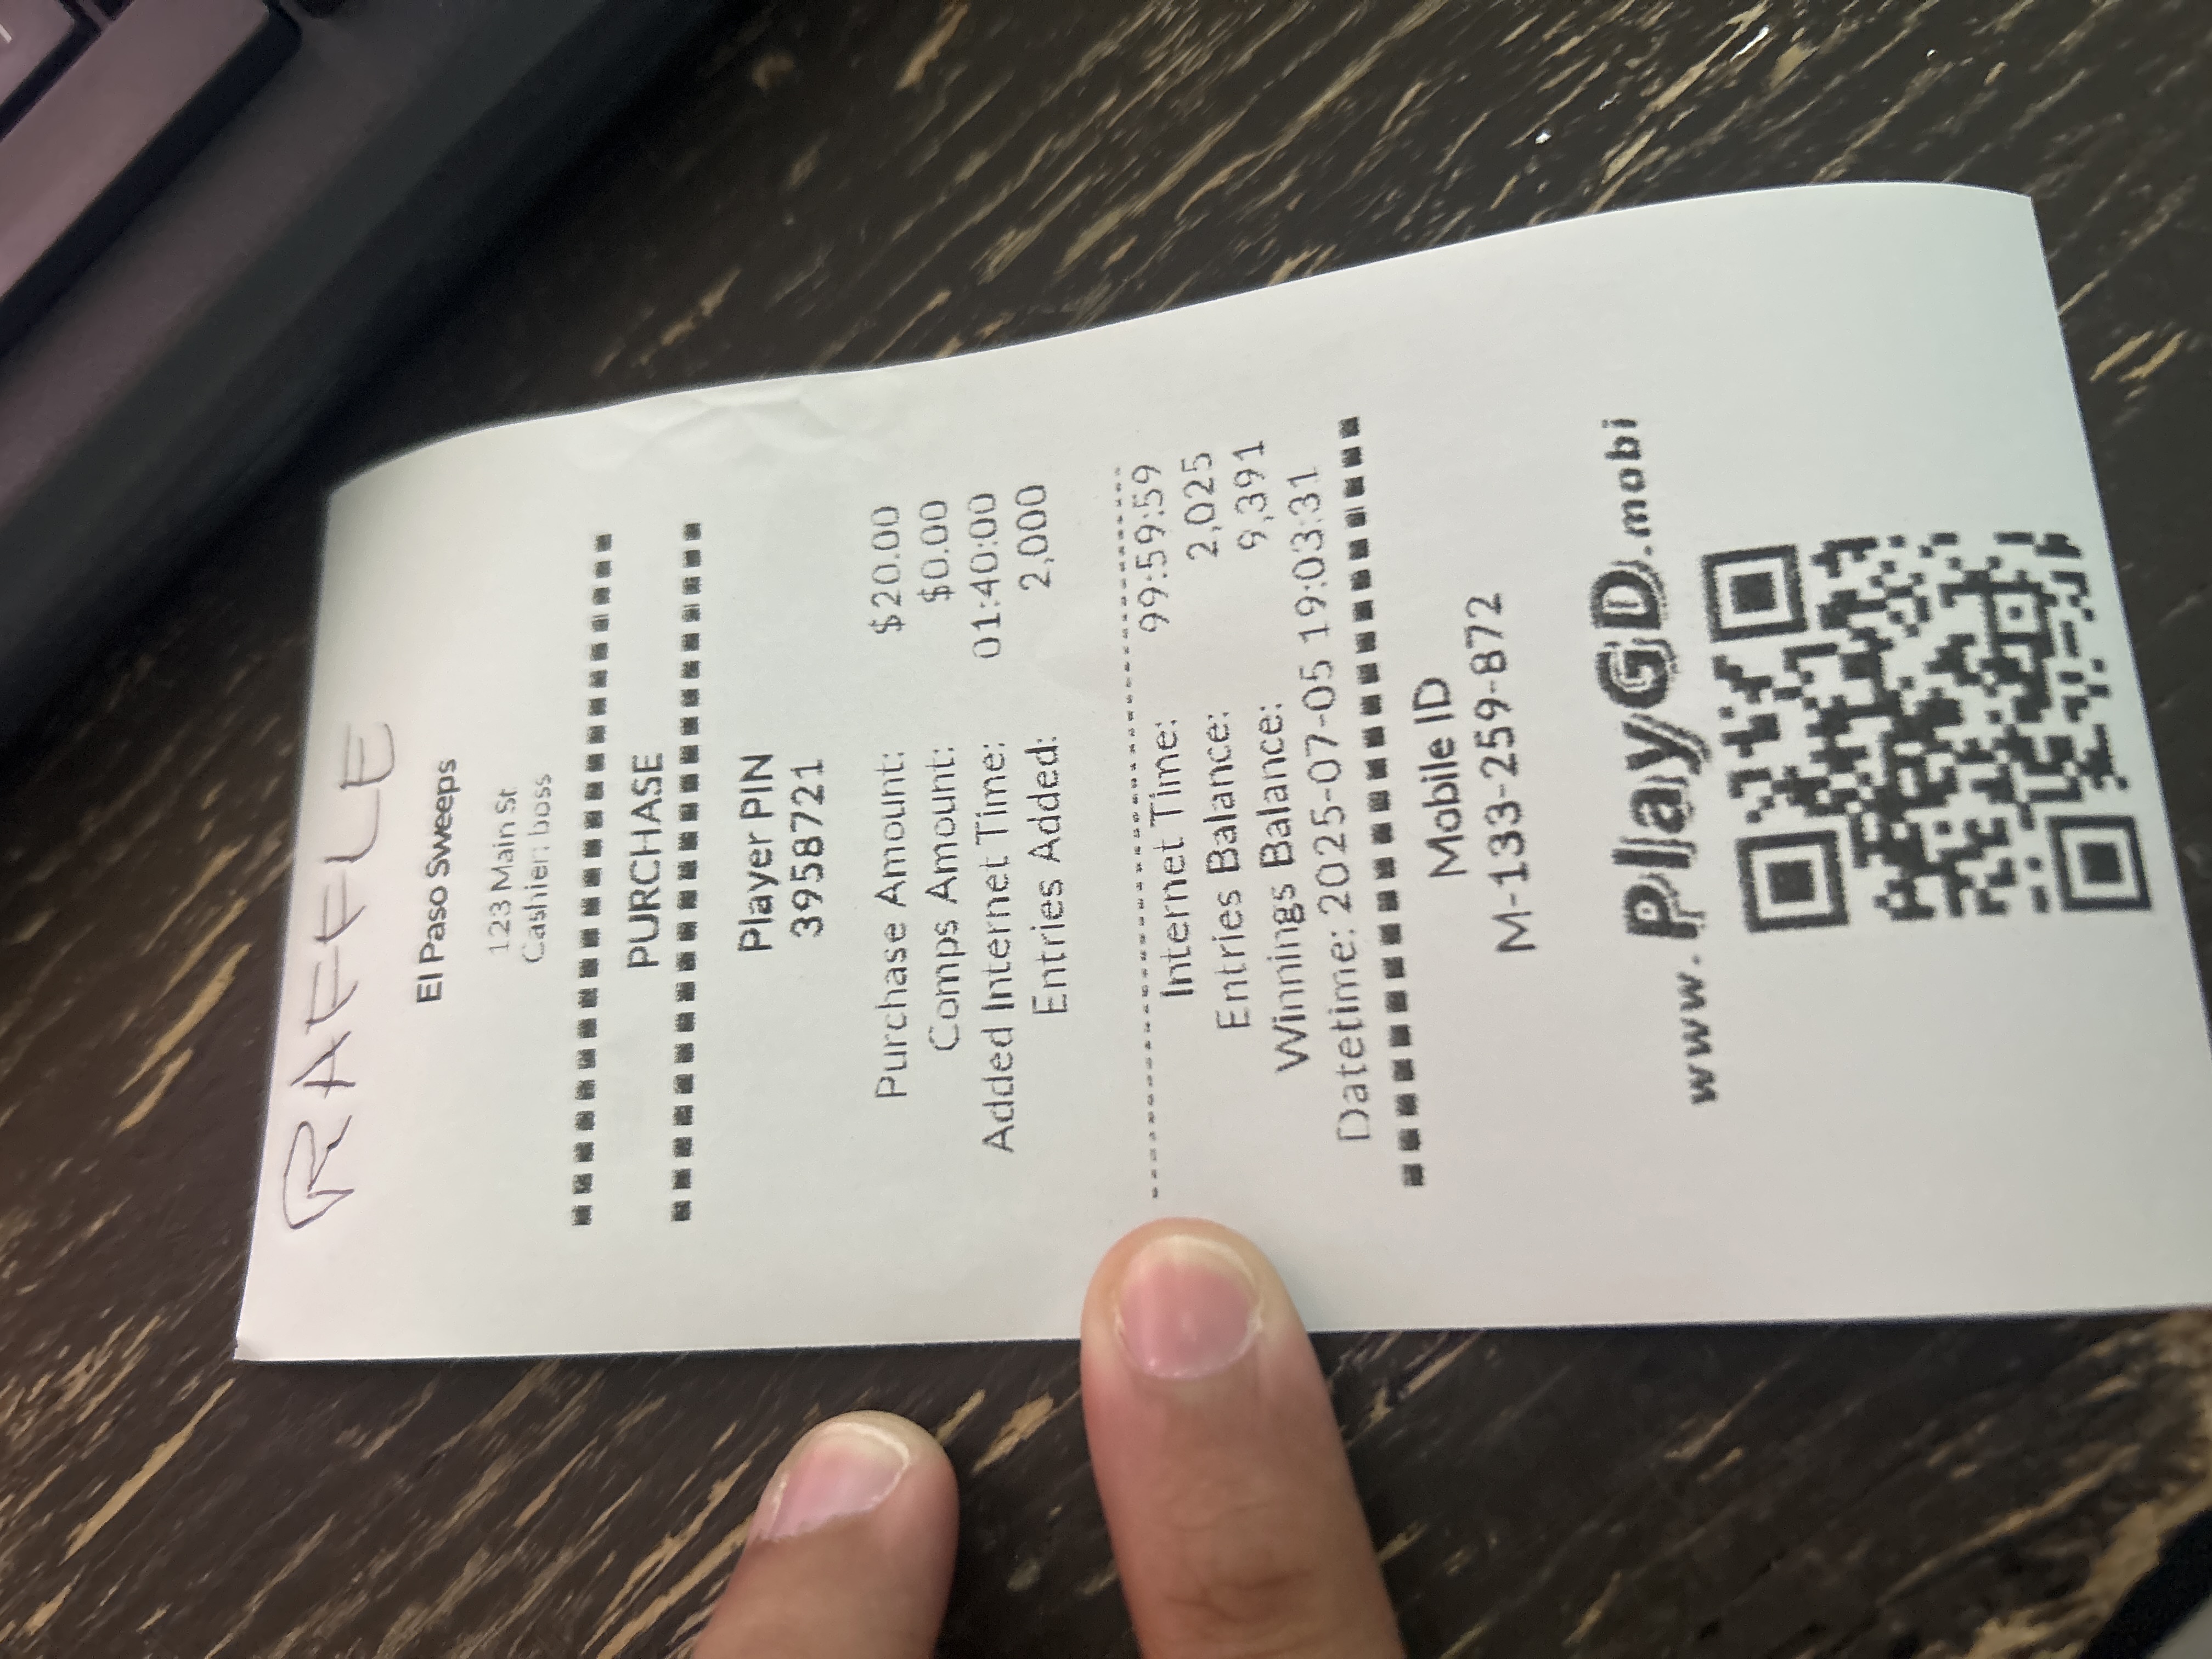 RAFFLE
El Paso Sweeps
123 Main St
Cashier: boss
PURCHASE
Player PIN
3958721
Purchase Amount: $20.00
Comps Amount: $0.00
Added Internet Time: 01:40:00
Entries Added: 2,000
Internet Time: 99:59:59
Entries Balance: 2,025
Winnings Balance: 9,391
Datetime: 2025-07-05 19:03:31
Mobile ID
M-133-259-872
www.PlayGD.mobi